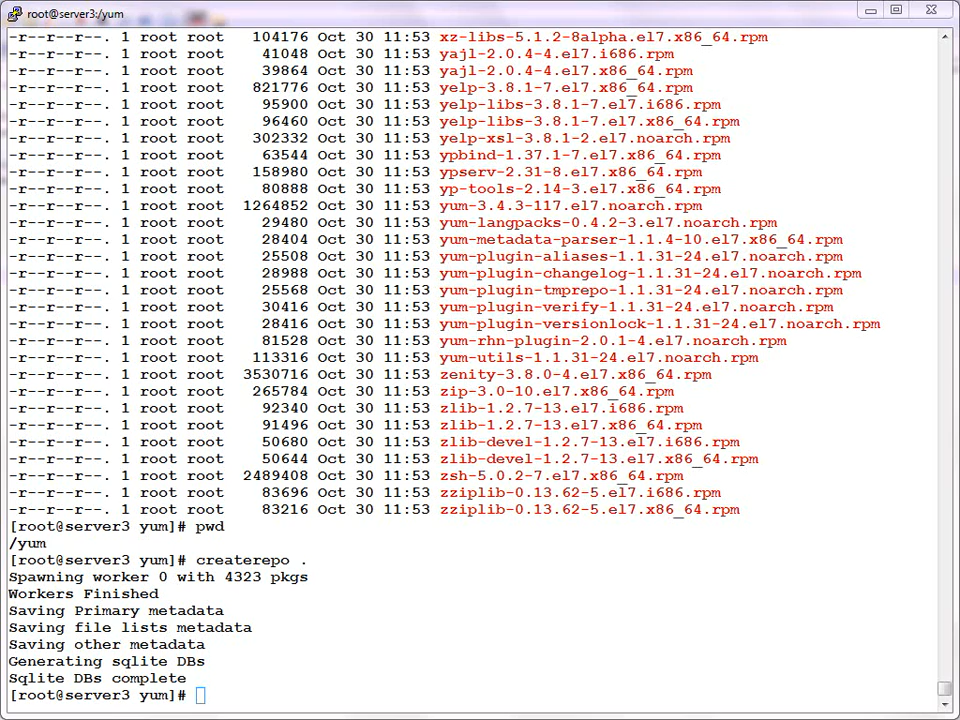 root@server3:/yum
-r--r--r--. 1 root root 104176 Oct 30 11:53 xz-libs-5.1.2-8alpha.el7.x86_64.rpm
-r--r--r--. 1 root root 41048 Oct 30 11:53 yajl-2.0.4-4.el7.i686.rpm
-r--r--r--. 1 root root 39864 Oct 30 11:53 yajl-2.0.4-4.el7.x86_64.rpm
-r--r--r--. 1 root root 821776 Oct 30 11:53 yelp-3.8.1-7.el7.x86_64.rpm
-r--r--r--. 1 root root 95900 Oct 30 11:53 yelp-libs-3.8.1-7.el7.i686.rpm
-r--r--r--. 1 root root 96460 Oct 30 11:53 yelp-libs-3.8.1-7.el7.x86_64.rpm
-r--r--r--. 1 root root 302332 Oct 30 11:53 yelp-xsl-3.8.1-2.el7.noarch.rpm
-r--r--r--. 1 root root 63544 Oct 30 11:53 ypbind-1.37.1-7.el7.x86_64.rpm
-r--r--r--. 1 root root 158980 Oct 30 11:53 ypserv-2.31-8.el7.x86_64.rpm
-r--r--r--. 1 root root 80888 Oct 30 11:53 yp-tools-2.14-3.el7.x86_64.rpm
-r--r--r--. 1 root root 1264852 Oct 30 11:53 yum-3.4.3-117.el7.noarch.rpm
-r--r--r--. 1 root root 29480 Oct 30 11:53 yum-langpacks-0.4.2-3.el7.noarch.rpm
-r--r--r--. 1 root root 28404 Oct 30 11:53 yum-metadata-parser-1.1.4-10.el7.x86_64.rpm
-r--r--r--. 1 root root 25508 Oct 30 11:53 yum-plugin-aliases-1.1.31-24.el7.noarch.rpm
-r--r--r--. 1 root root 28988 Oct 30 11:53 yum-plugin-changelog-1.1.31-24.el7.noarch.rpm
-r--r--r--. 1 root root 25568 Oct 30 11:53 yum-plugin-tmprepo-1.1.31-24.el7.noarch.rpm
-r--r--r--. 1 root root 30416 Oct 30 11:53 yum-plugin-verify-1.1.31-24.el7.noarch.rpm
-r--r--r--. 1 root root 28416 Oct 30 11:53 yum-plugin-versionlock-1.1.31-24.el7.noarch.rpm
-r--r--r--. 1 root root 81528 Oct 30 11:53 yum-rhn-plugin-2.0.1-4.el7.noarch.rpm
-r--r--r--. 1 root root 113316 Oct 30 11:53 yum-utils-1.1.31-24.el7.noarch.rpm
-r--r--r--. 1 root root 3530716 Oct 30 11:53 zenity-3.8.0-4.el7.x86_64.rpm
-r--r--r--. 1 root root 265784 Oct 30 11:53 zip-3.0-10.el7.x86_64.rpm
-r--r--r--. 1 root root 92340 Oct 30 11:53 zlib-1.2.7-13.el7.i686.rpm
-r--r--r--. 1 root root 91496 Oct 30 11:53 zlib-1.2.7-13.el7.x86_64.rpm
-r--r--r--. 1 root root 50680 Oct 30 11:53 zlib-devel-1.2.7-13.el7.i686.rpm
-r--r--r--. 1 root root 50644 Oct 30 11:53 zlib-devel-1.2.7-13.el7.x86_64.rpm
-r--r--r--. 1 root root 2489408 Oct 30 11:53 zsh-5.0.2-7.el7.x86_64.rpm
-r--r--r--. 1 root root 83696 Oct 30 11:53 zziplib-0.13.62-5.el7.i686.rpm
-r--r--r--. 1 root root 83216 Oct 30 11:53 zziplib-0.13.62-5.el7.x86_64.rpm
[root@server3 yum]# pwd
/yum
[root@server3 yum]# createrepo .
Spawning worker 0 with 4323 pkgs
Workers Finished
Saving Primary metadata
Saving file lists metadata
Saving other metadata
Generating sqlite DBs
Sqlite DBs complete
[root@server3 yum]#